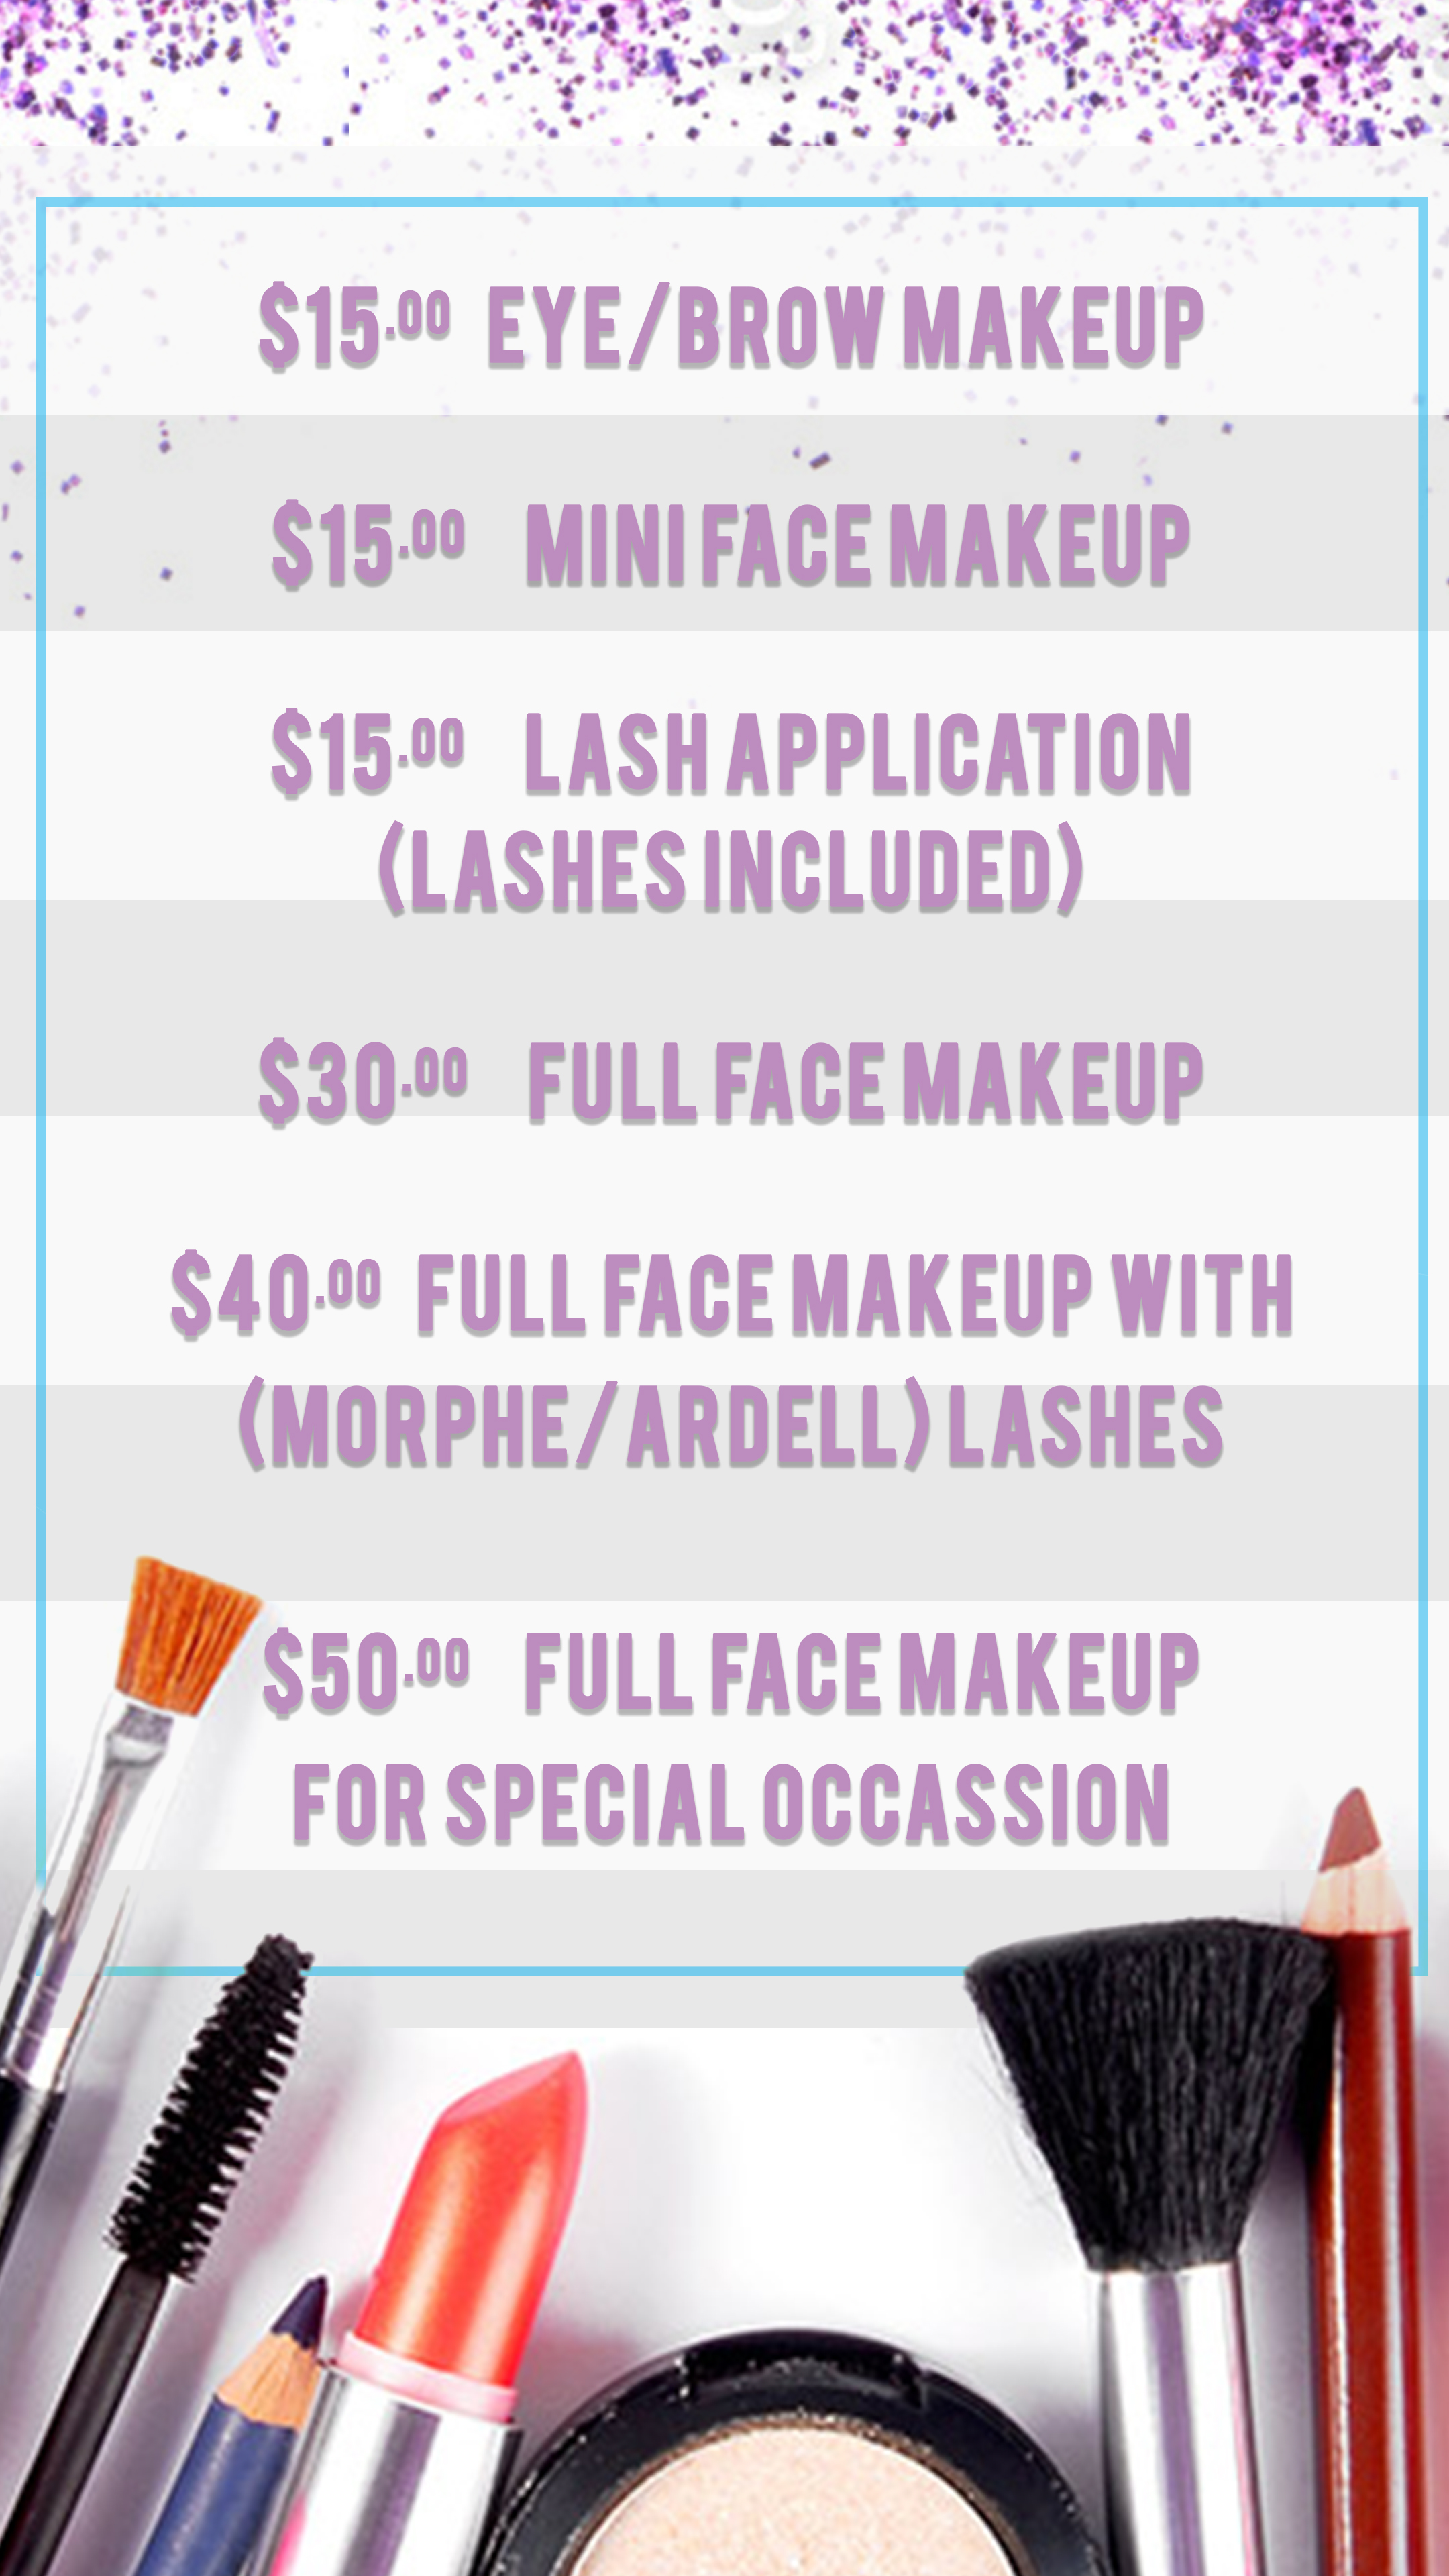 $15.00 EYE/BROW MAKEUP
$15.00 MINI FACE MAKEUP
$15.00 LASH APPLICATION
(LASHES INCLUDED)
$30.00 FULL FACE MAKEUP
$40.00 FULL FACE MAKEUP WITH
(MORPHE/ARDELL) LASHES
$50.00 FULL FACE MAKEUP
FOR SPECIAL OCCASSION